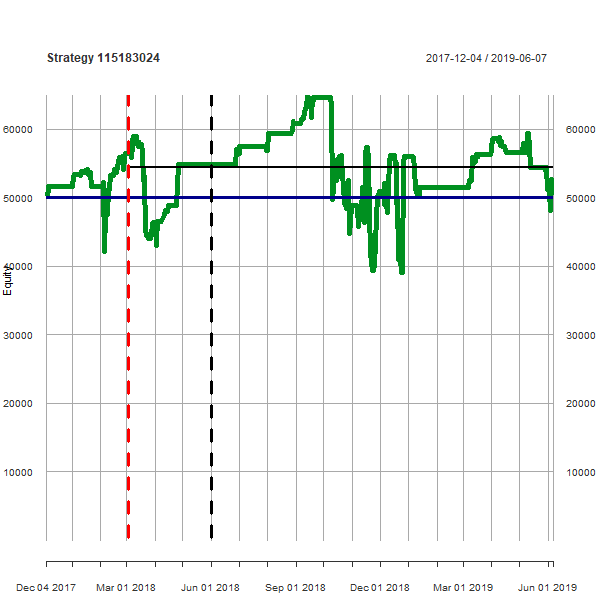 Strategy 115183024
2017-12-04 / 2019-06-07
60000
60000
50000
50000
40000
40000
Equity
30000
30000
20000
20000
10000
10000
Dec 04 2017
Mar 01 2018
Jun 01 2018
Sep 01 2018
Dec 01 2018
Mar 01 2019
Jun 01 2019